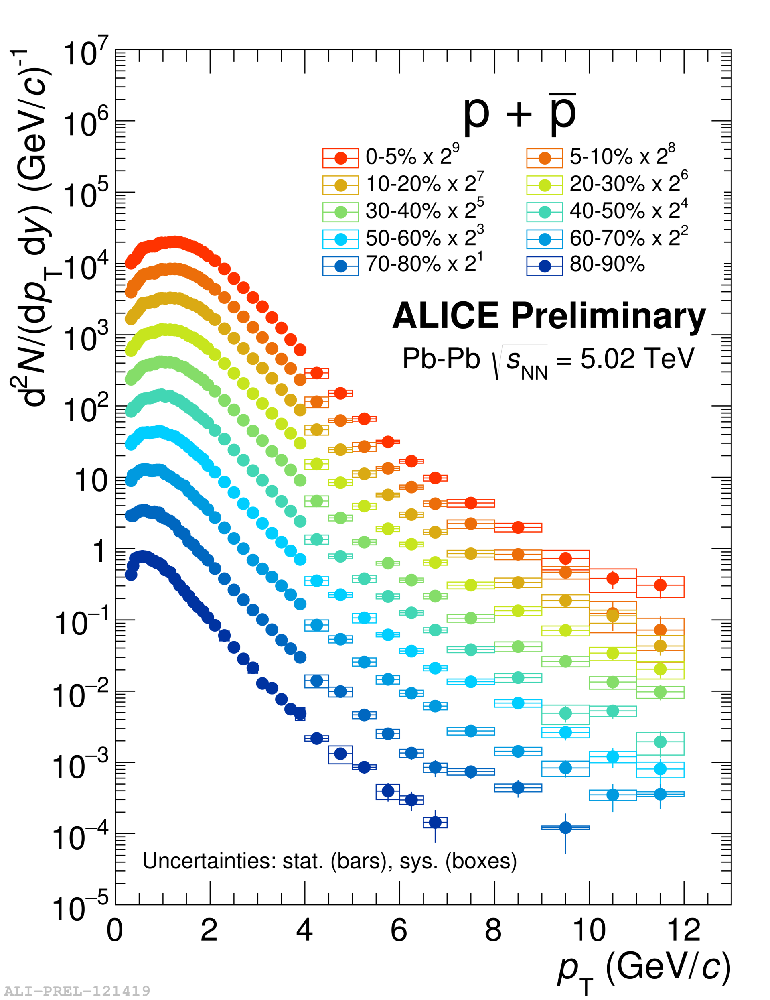 d²N/(dp_T dy) (GeV/c)⁻¹
10⁷
10⁶
10⁵
10⁴
10³
10²
10
1
10⁻¹
10⁻²
10⁻³
10⁻⁴
10⁻⁵
p + p̅
0-5% x 2⁹
5-10% x 2⁸
10-20% x 2⁷
20-30% x 2⁶
30-40% x 2⁵
40-50% x 2⁴
50-60% x 2³
60-70% x 2²
70-80% x 2¹
80-90%
ALICE Preliminary
Pb-Pb √s_NN = 5.02 TeV
Uncertainties: stat. (bars), sys. (boxes)
0 2 4 6 8 10 12
p_T (GeV/c)
ALI-PREL-121419